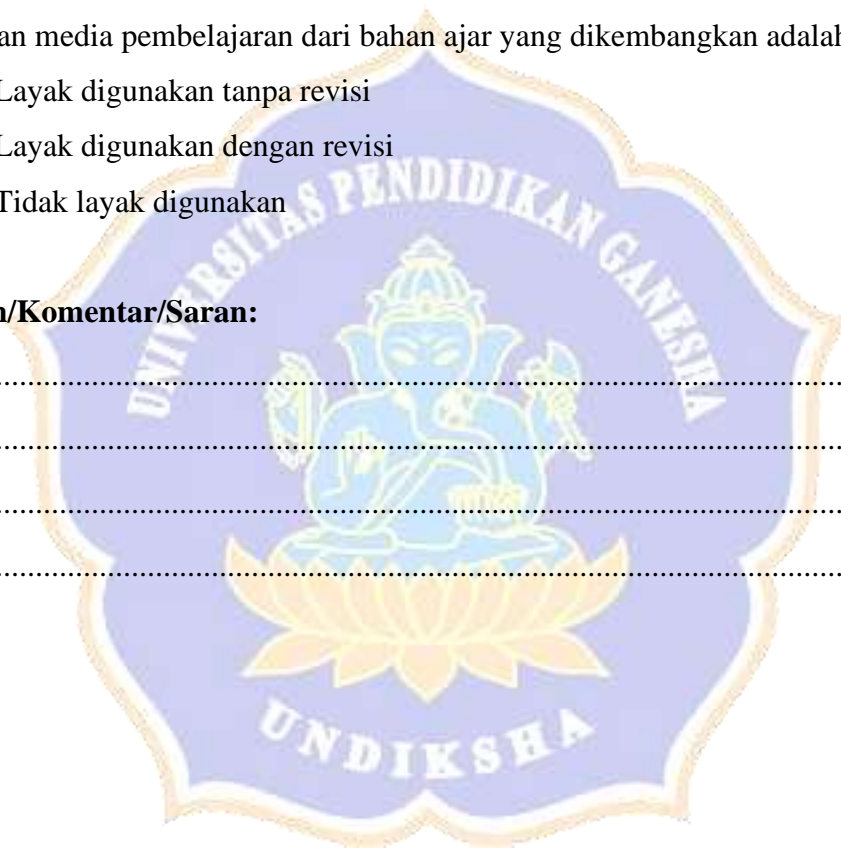 an media pembelajaran dari bahan ajar yang dikembangkan adalah
Layak digunakan tanpa revisi
Layak digunakan dengan revisi
Tidak layak digunakan
UNIVERSITAS PENDIDIKAN GANESHA
n/Komentar/Saran:
................................................................................................................
................................................................................................................
................................................................................................................
................................................................................................................
UNDIKSHA